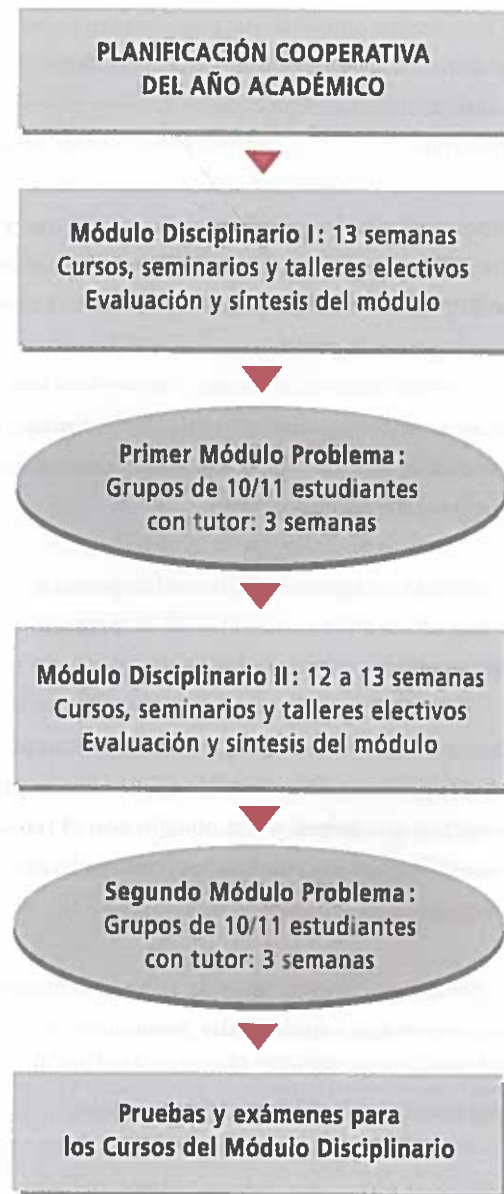 PLANIFICACIÓN COOPERATIVA
DEL AÑO ACADÉMICO
Módulo Disciplinario I: 13 semanas
Cursos, seminarios y talleres electivos
Evaluación y síntesis del módulo
Primer Módulo Problema:
Grupos de 10/11 estudiantes
con tutor: 3 semanas
Módulo Disciplinario II: 12 a 13 semanas
Cursos, seminarios y talleres electivos
Evaluación y síntesis del módulo
Segundo Módulo Problema:
Grupos de 10/11 estudiantes
con tutor: 3 semanas
Pruebas y exámenes para
los Cursos del Módulo Disciplinario